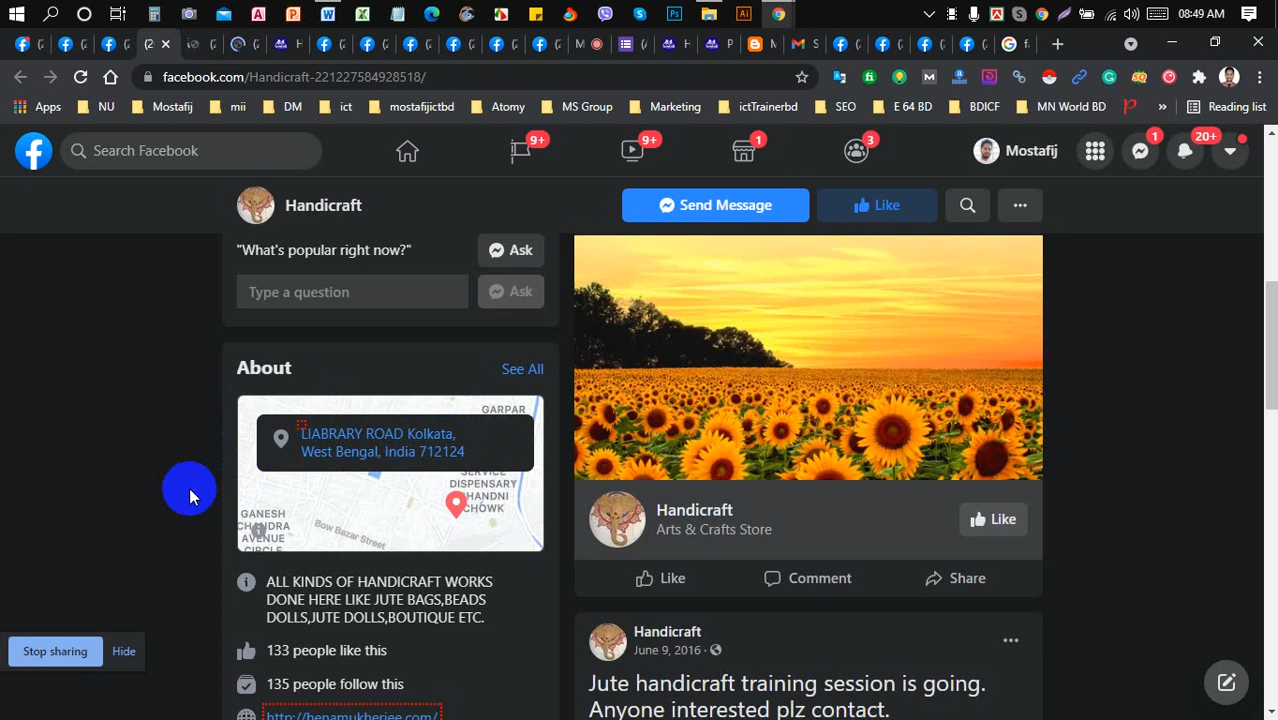 08:49 AM
facebook.com/Handicraft-221227584928518/
Apps NU Mostafij mii DM ict mostafijictbd Atomy MS Group Marketing ictTrainerbd SEO E 64 BD BDICF MN World BD » Reading list
Search Facebook
9+
9+
1
3
Mostafij
1
20+
Handicraft
Send Message
Like
"What's popular right now?"
Ask
Type a question
Ask
About
See All
GARPAR
LIABRARY ROAD Kolkata,
West Bengal, India 712124
SERVICE
DISPENSARY
CHANDNI
CHOWK
GANESH
CHANDRA
AVENUE
CIRCLE
Bow Bazar Street
ALL KINDS OF HANDICRAFT WORKS
DONE HERE LIKE JUTE BAGS,BEADS
DOLLS,JUTE DOLLS,BOUTIQUE ETC.
133 people like this
135 people follow this
http://henamukherjee.com/
Handicraft
Arts & Crafts Store
Like
Like
Comment
Share
Handicraft
June 9, 2016 ·
Jute handicraft training session is going.
Anyone interested plz contact.
Stop sharing
Hide